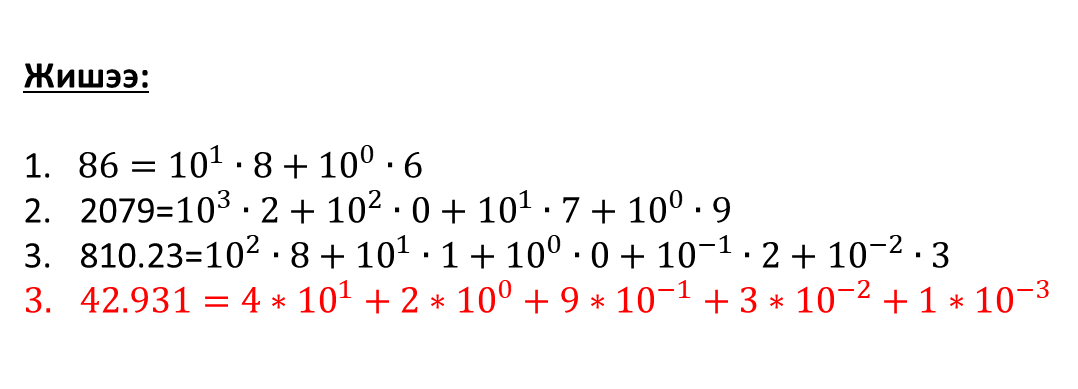 Жишээ:
1. 86 = 10¹ · 8 + 10⁰ · 6
2. 2079=10³ · 2 + 10² · 0 + 10¹ · 7 + 10⁰ · 9
3. 810.23=10² · 8 + 10¹ · 1 + 10⁰ · 0 + 10⁻¹ · 2 + 10⁻² · 3
3. 42.931 = 4 ∗ 10¹ + 2 ∗ 10⁰ + 9 ∗ 10⁻¹ + 3 ∗ 10⁻² + 1 ∗ 10⁻³